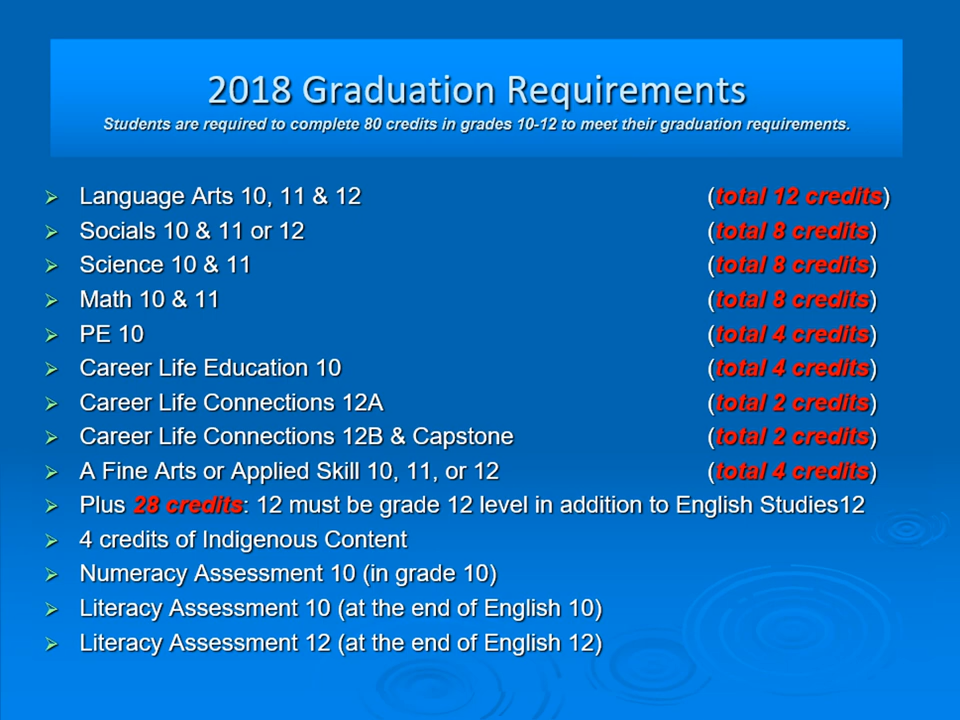 2018 Graduation Requirements
Students are required to complete 80 credits in grades 10-12 to meet their graduation requirements.
Language Arts 10, 11 & 12 (total 12 credits)
Socials 10 & 11 or 12 (total 8 credits)
Science 10 & 11 (total 8 credits)
Math 10 & 11 (total 8 credits)
PE 10 (total 4 credits)
Career Life Education 10 (total 4 credits)
Career Life Connections 12A (total 2 credits)
Career Life Connections 12B & Capstone (total 2 credits)
A Fine Arts or Applied Skill 10, 11, or 12 (total 4 credits)
Plus 28 credits: 12 must be grade 12 level in addition to English Studies12
4 credits of Indigenous Content
Numeracy Assessment 10 (in grade 10)
Literacy Assessment 10 (at the end of English 10)
Literacy Assessment 12 (at the end of English 12)